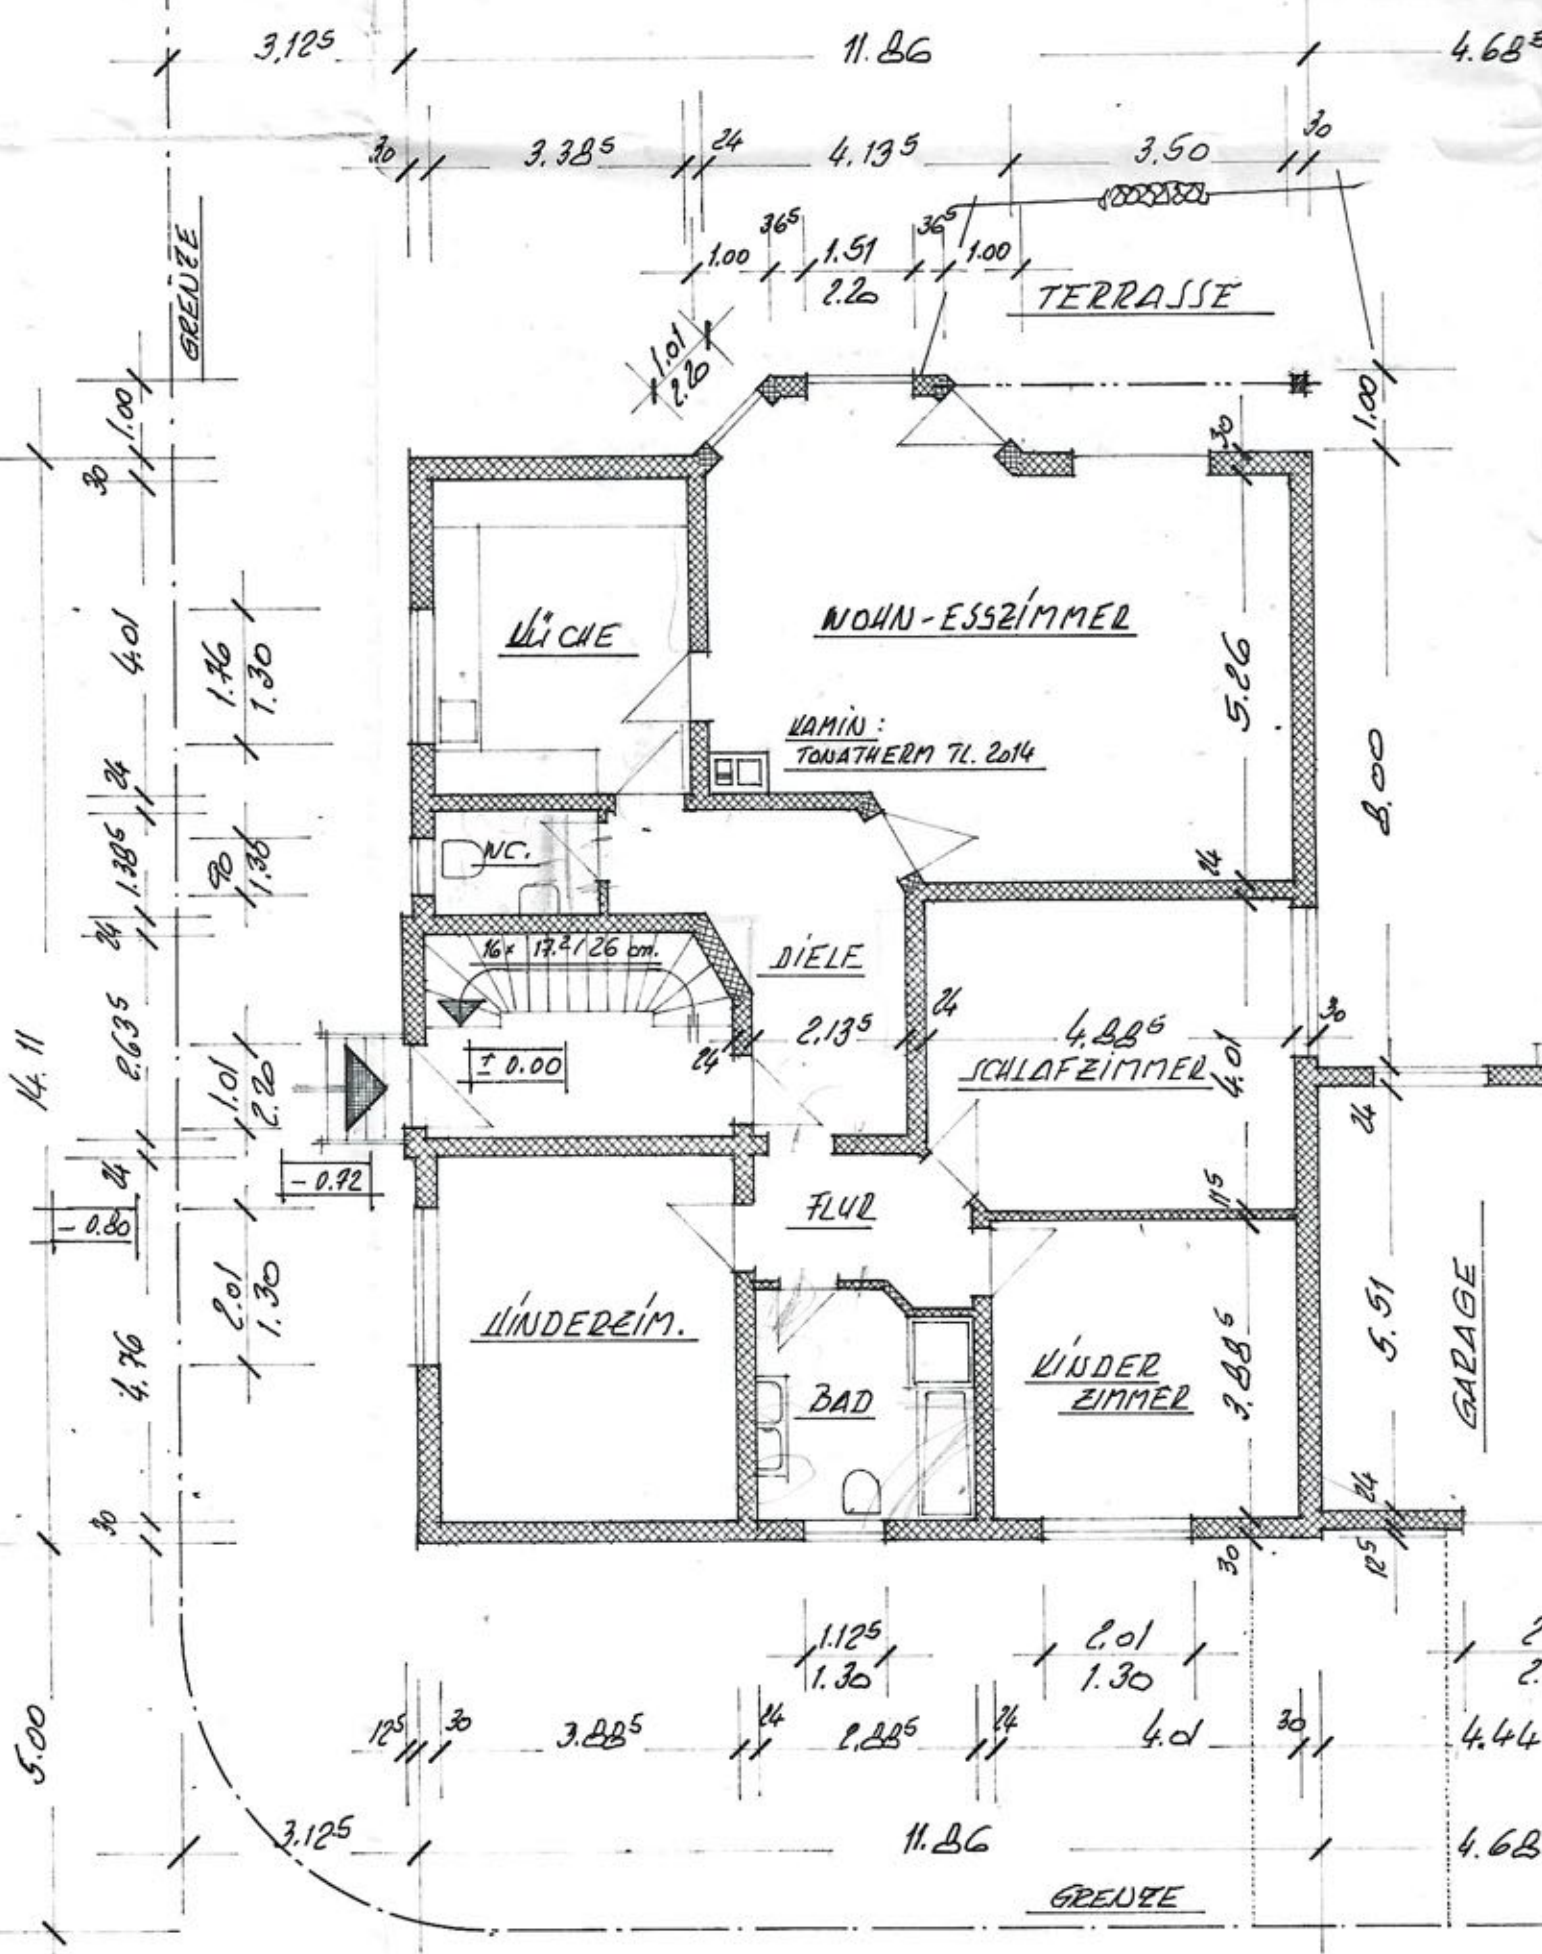 3,12⁵ 11.86 4.68⁵
30 3.38⁵ 24 4.13⁵ 3.50 30
36⁵ 36⁵
1.00 1.51 1.00
2.20
TERRASSE
GRENZE
1.01
2.20
1.00
30
1.00
30
4.01
KÜCHE
WOHN-ESSZIMMER
1.76
1.30
5.26
KAMIN:
TONATHERM TL. 2014
24
8.00
1.38⁵
90
1.36
WC.
24
24
16 x 17.2/26 cm.
DIELE
14.11
2.63⁵
1.01
2.20
± 0.00
24 2,13⁵ 24 4,88⁵ 30
SCHLAFZIMMER
4.01
24
- 0.72
24
- 0.80
FLUR
11⁵
2.01
1.30
4.76
KINDERZIM.
BAD
KINDER
ZIMMER
3.88⁵
5.51
GARAGE
30
24
30
12⁵
1.12⁵ 2.01
1.30 1.30
5.00
12⁵ 30 3.88⁵ 24 2,88⁵ 24 4.01 30 4.44
3.12⁵ 11.86 4.68
GRENZE